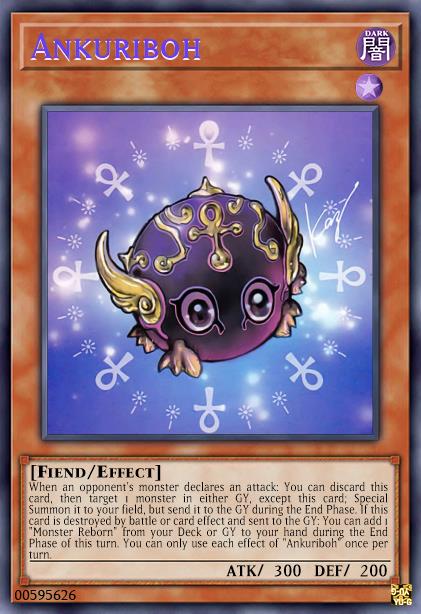 ANKURIBOH
DARK
闇
[FIEND/EFFECT]
When an opponent's monster declares an attack: You can discard this
card, then target 1 monster in either GY, except this card; Special
Summon it to your field, but send it to the GY during the End Phase. If this
card is destroyed by battle or card effect and sent to the GY: You can add 1
"Monster Reborn" from your Deck or GY to your hand during the End
Phase of this turn. You can only use each effect of "Ankuriboh" once per
turn.
ATK/ 300 DEF/ 200
00595626